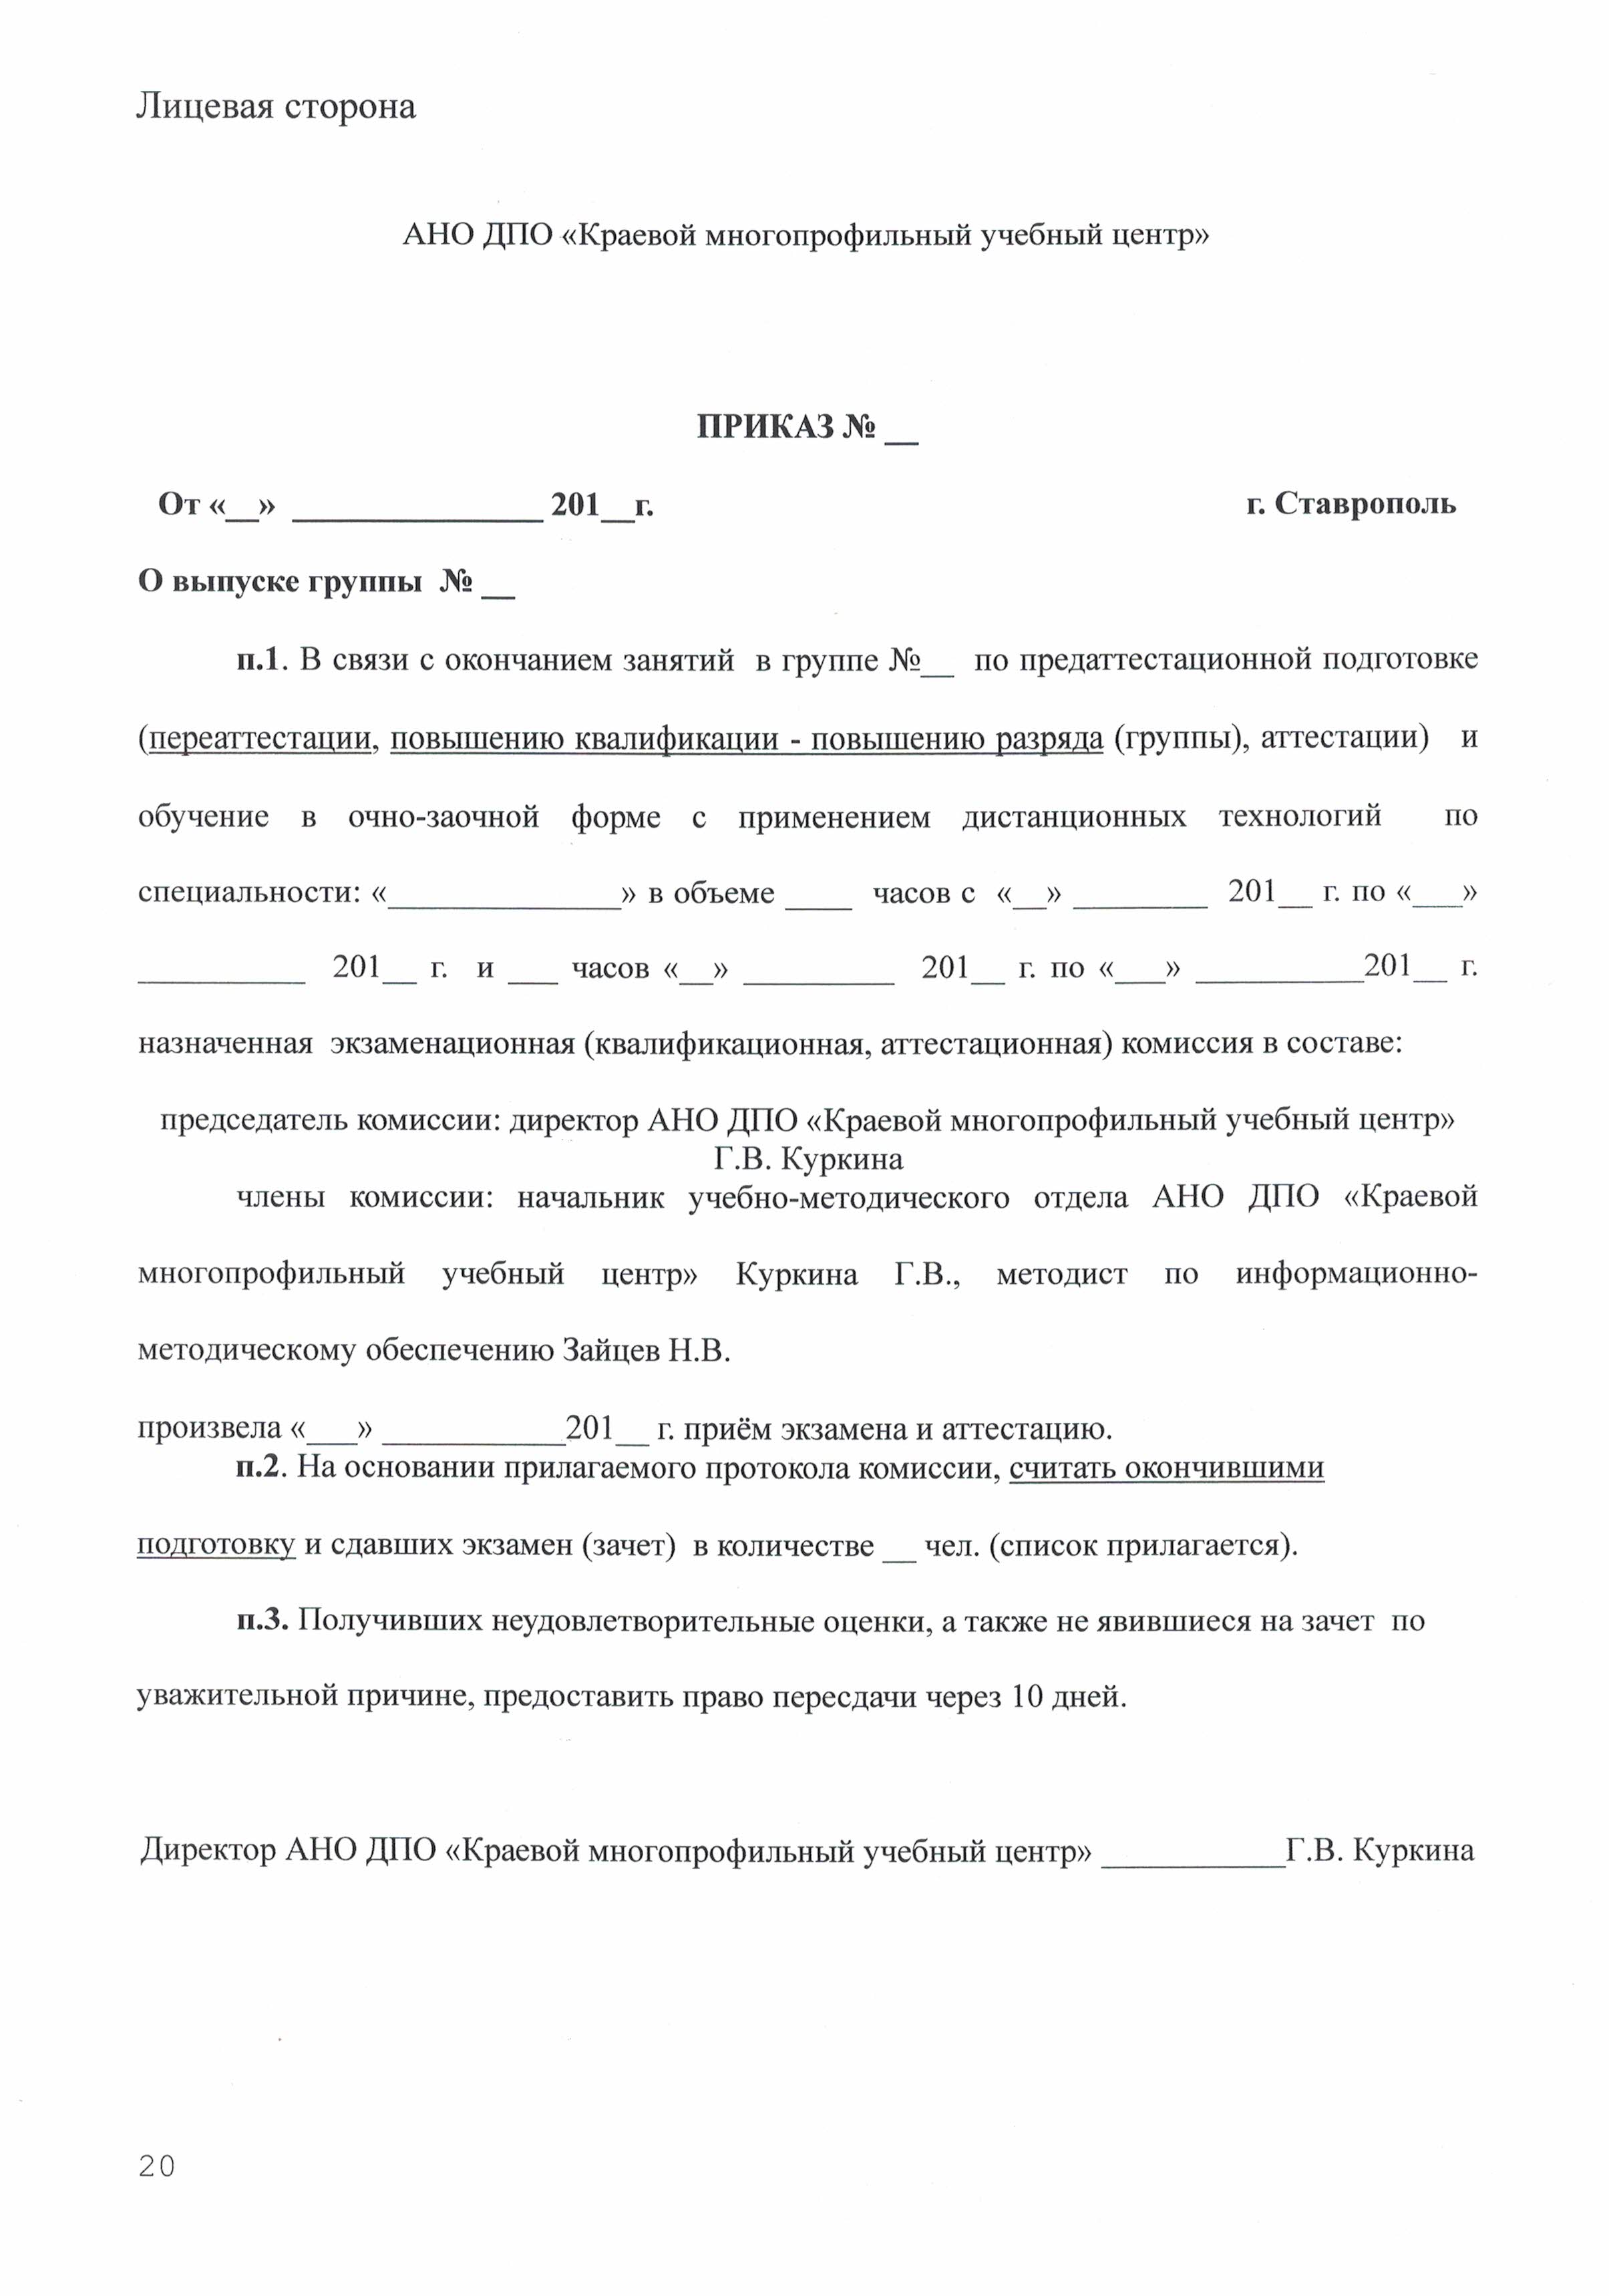 Лицевая сторона
АНО ДПО «Краевой многопрофильный учебный центр»
ПРИКАЗ № __
От «__» _______________ 201__г. г. Ставрополь
О выпуске группы № __
п.1. В связи с окончанием занятий в группе №__ по предаттестационной подготовке
(переаттестации, повышению квалификации - повышению разряда (группы), аттестации) и
обучение в очно-заочной форме с применением дистанционных технологий по
специальности: «______________» в объеме ____ часов с «__» ________ 201__ г. по «___»
__________ 201__ г. и ___ часов «__» _________ 201__ г. по «___» __________201__ г.
назначенная экзаменационная (квалификационная, аттестационная) комиссия в составе:
председатель комиссии: директор АНО ДПО «Краевой многопрофильный учебный центр»
Г.В. Куркина
члены комиссии: начальник учебно-методического отдела АНО ДПО «Краевой
многопрофильный учебный центр» Куркина Г.В., методист по информационно-
методическому обеспечению Зайцев Н.В.
произвела «___» ___________201__ г. приём экзамена и аттестацию.
п.2. На основании прилагаемого протокола комиссии, считать окончившими
подготовку и сдавших экзамен (зачет) в количестве __ чел. (список прилагается).
п.3. Получивших неудовлетворительные оценки, а также не явившиеся на зачет по
уважительной причине, предоставить право пересдачи через 10 дней.
Директор АНО ДПО «Краевой многопрофильный учебный центр» ___________Г.В. Куркина
20